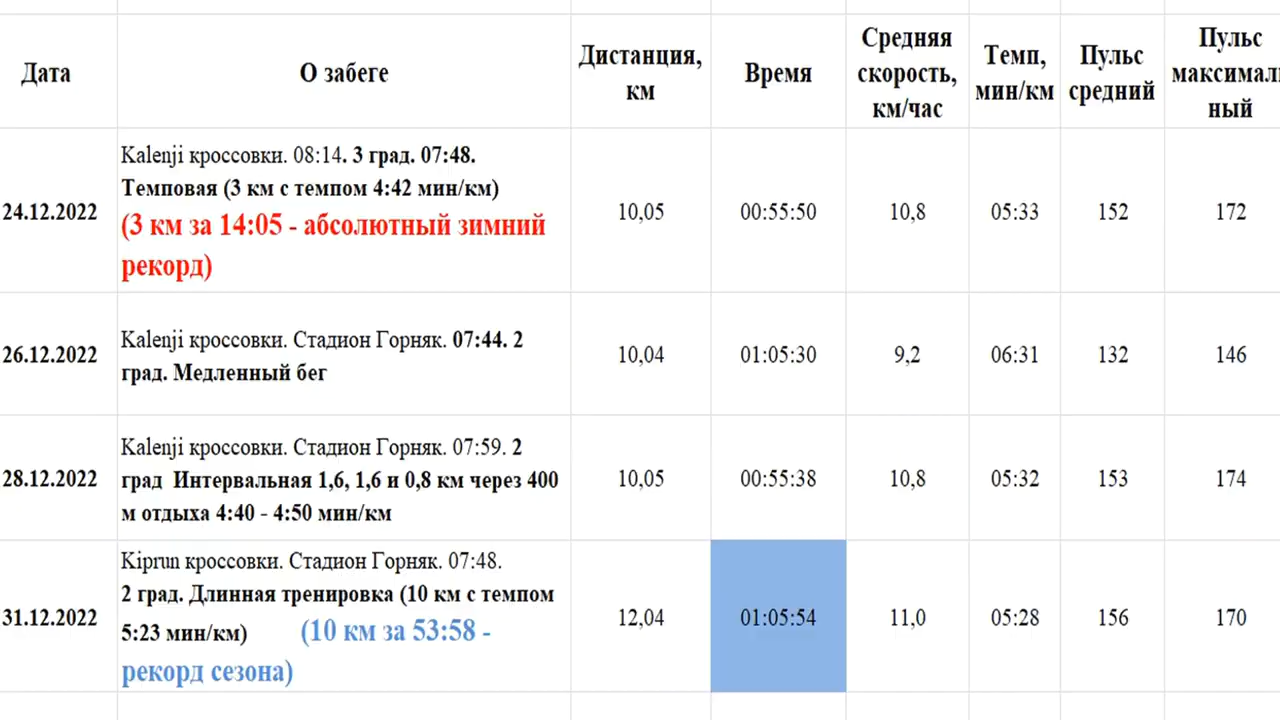 Дата
О забеге
Дистанция,
км
Время
Средняя
скорость,
км/час
Темп,
мин/км
Пульс
средний
Пульс
максималь
ный
24.12.2022
Kalenji кроссовки. 08:14. 3 град. 07:48.
Темповая (3 км с темпом 4:42 мин/км)
(3 км за 14:05 - абсолютный зимний
рекорд)
10,05
00:55:50
10,8
05:33
152
172
26.12.2022
Kalenji кроссовки. Стадион Горняк. 07:44. 2
град. Медленный бег
10,04
01:05:30
9,2
06:31
132
146
28.12.2022
Kalenji кроссовки. Стадион Горняк. 07:59. 2
град Интервальная 1,6, 1,6 и 0,8 км через 400
м отдыха 4:40 - 4:50 мин/км
10,05
00:55:38
10,8
05:32
153
174
31.12.2022
Kiprun кроссовки. Стадион Горняк. 07:48.
2 град. Длинная тренировка (10 км с темпом
5:23 мин/км) (10 км за 53:58 -
рекорд сезона)
12,04
01:05:54
11,0
05:28
156
170